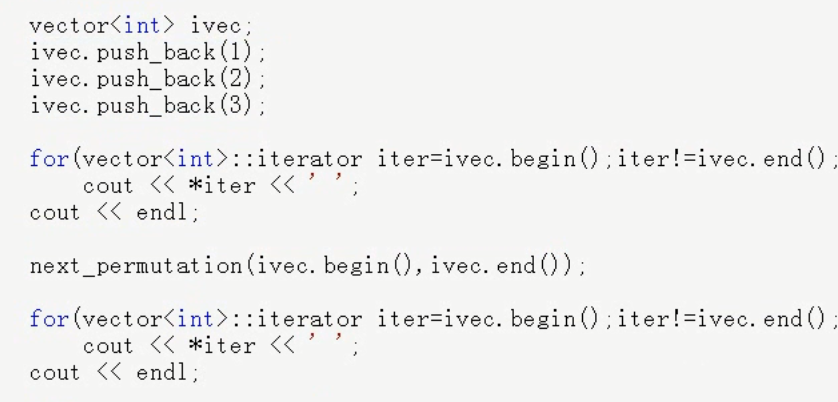 vector<int> ivec;
ivec.push_back(1);
ivec.push_back(2);
ivec.push_back(3);
for(vector<int>::iterator iter=ivec.begin();iter!=ivec.end();
cout << *iter << ' ';
cout << endl;
next_permutation(ivec.begin(),ivec.end());
for(vector<int>::iterator iter=ivec.begin();iter!=ivec.end();
cout << *iter << ' ';
cout << endl;